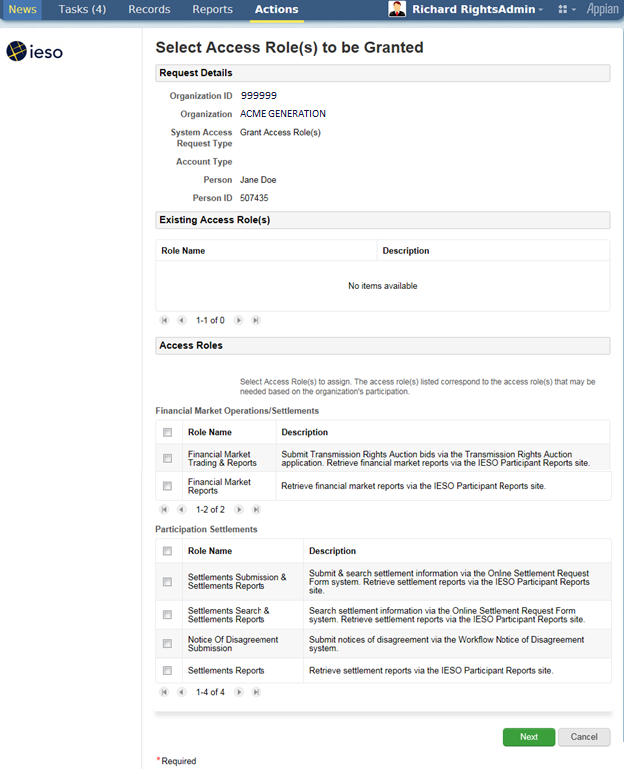 News Tasks (4) Records Reports Actions Richard RightsAdmin Appian
ieso
Select Access Role(s) to be Granted
Request Details
Organization ID 999999
Organization ACME GENERATION
System Access Grant Access Role(s)
Request Type
Account Type
Person Jane Doe
Person ID 507435
Existing Access Role(s)
Role Name Description
No items available
1-1 of 0
Access Roles
Select Access Role(s) to assign. The access role(s) listed correspond to the access role(s) that may be
needed based on the organization's participation.
Financial Market Operations/Settlements
Role Name Description
Financial Market Submit Transmission Rights Auction bids via the Transmission Rights Auction
Trading & Reports application. Retrieve financial market reports via the IESO Participant Reports site.
Financial Market
Reports Retrieve financial market reports via the IESO Participant Reports site.
1-2 of 2
Participation Settlements
Role Name Description
Settlements Submission & Submit & search settlement information via the Online Settlement Request
Settlements Reports Form system. Retrieve settlement reports via the IESO Participant Reports
site.
Settlements Search & Search settlement information via the Online Settlement Request Form
Settlements Reports system. Retrieve settlement reports via the IESO Participant Reports site.
Notice Of Disagreement Submit notices of disagreement via the Workflow Notice of Disagreement
Submission system.
Settlements Reports Retrieve settlement reports via the IESO Participant Reports site.
1-4 of 4
Next Cancel
*Required